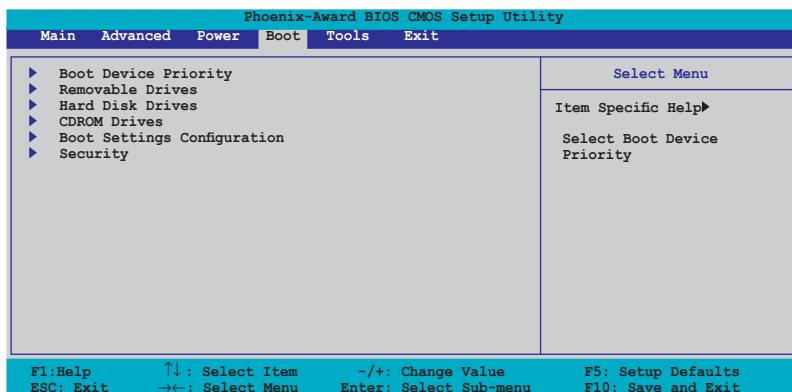 Phoenix-Award BIOS CMOS Setup Utility
Main Advanced Power Boot Tools Exit
Boot Device Priority
Removable Drives
Hard Disk Drives
CDROM Drives
Boot Settings Configuration
Security
Select Menu
Item Specific Help
Select Boot Device
Priority
F1:Help ↑↓: Select Item -/+: Change Value F5: Setup Defaults
ESC: Exit →←: Select Menu Enter: Select Sub-menu F10: Save and Exit